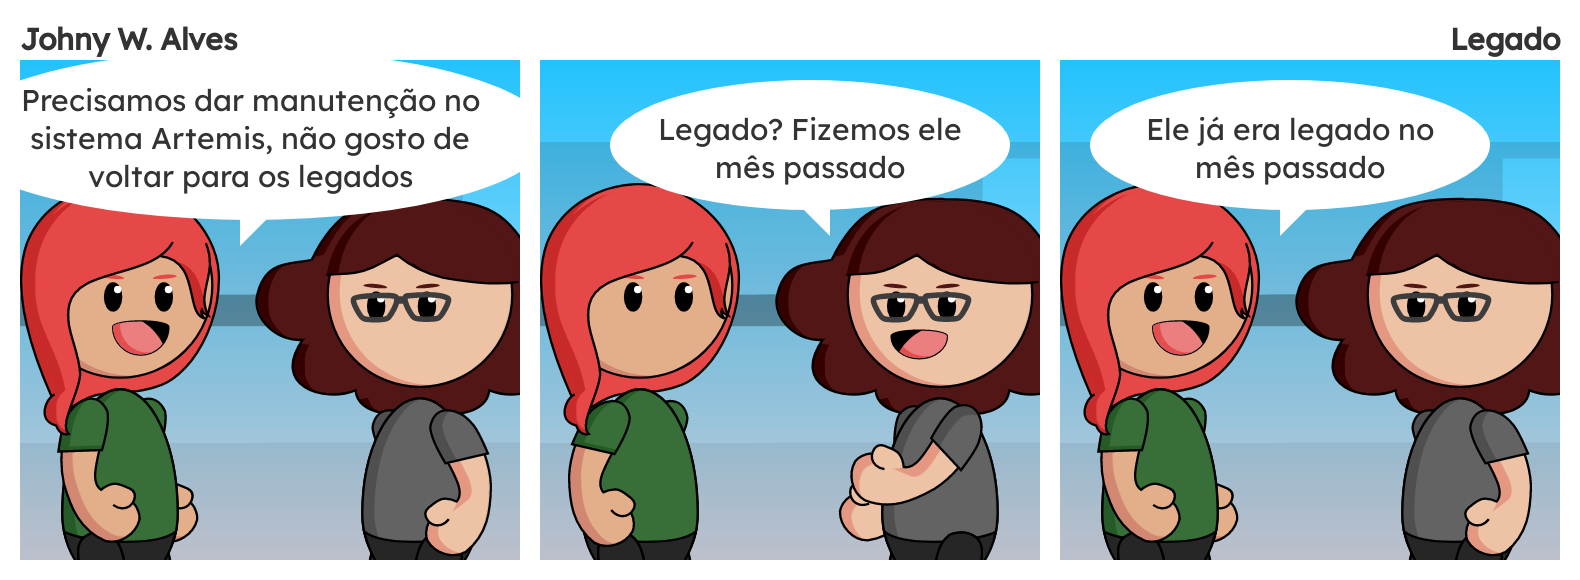 Johny W. Alves
Legado
Precisamos dar manutenção no
sistema Artemis, não gosto de
voltar para os legados
Legado? Fizemos ele
mês passado
Ele já era legado no
mês passado